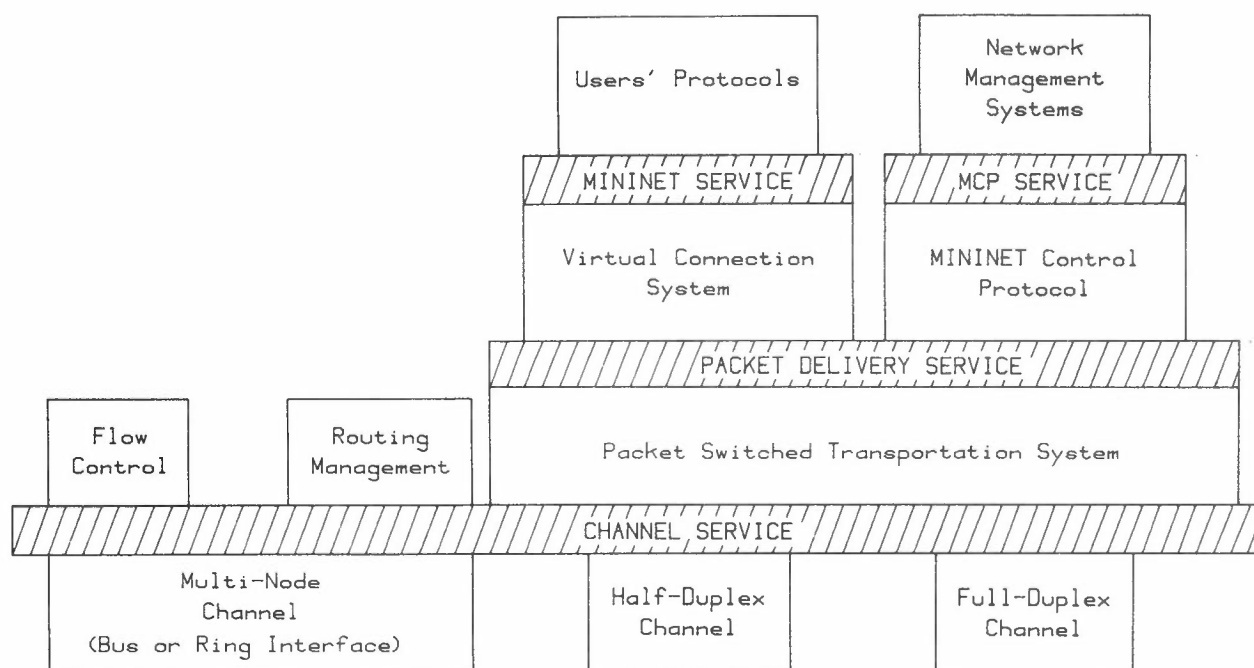 Users' Protocols
Network
Management
Systems
MININET SERVICE
MCP SERVICE
Virtual Connection
System
MININET Control
Protocol
PACKET DELIVERY SERVICE
Flow
Control
Routing
Management
Packet Switched Transportation System
CHANNEL SERVICE
Multi-Node
Channel
(Bus or Ring Interface)
Half-Duplex
Channel
Full-Duplex
Channel